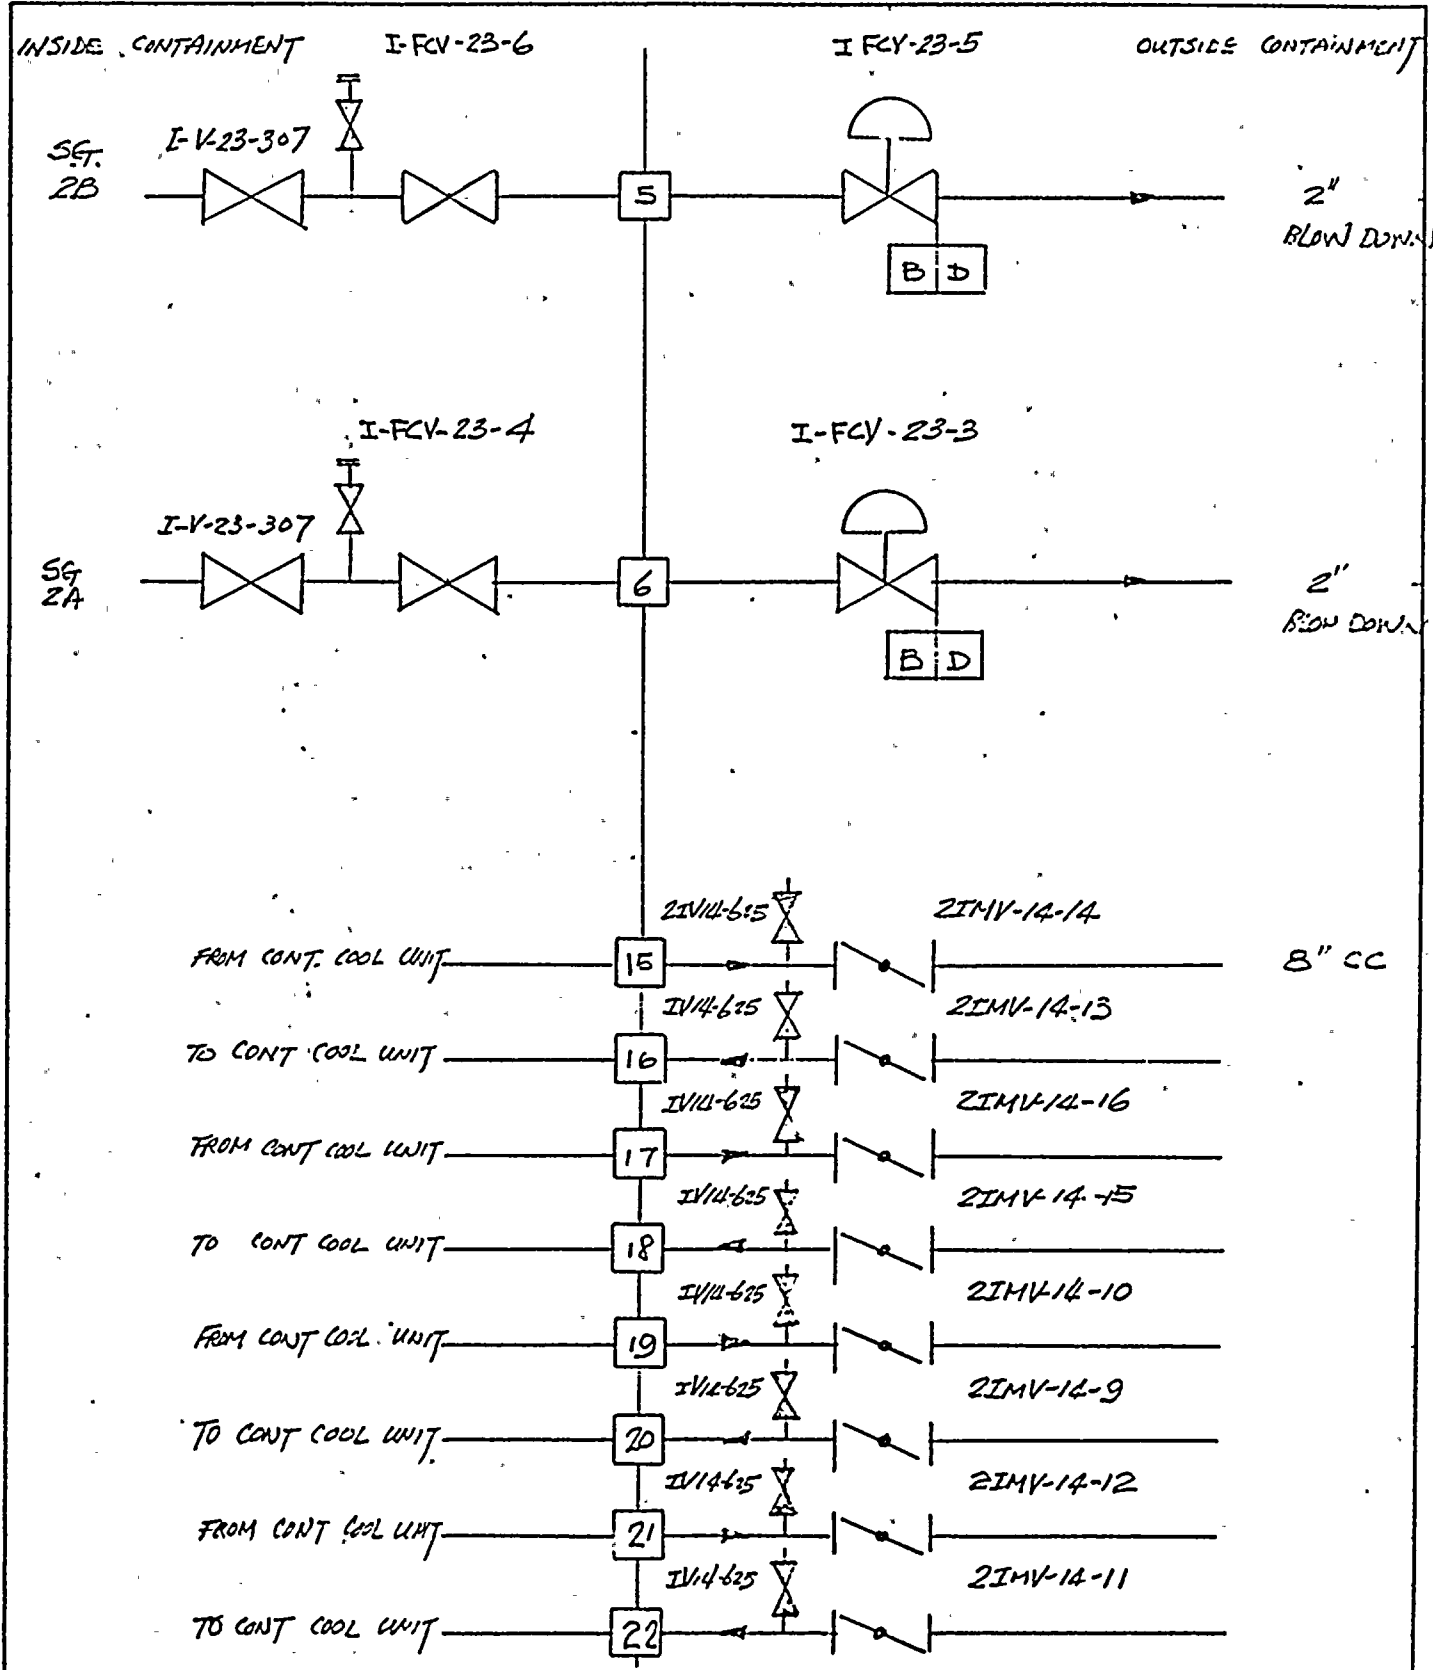 INSIDE CONTAINMENT I-FCV-23-6 I FCV-23-5 OUTSIDE CONTAINMENT
I-V-23-307
S.G.
2B
5
2"
BLOW DOWN
B D
I-FCV-23-4 I-FCV-23-3
I-V-23-307
SG
2A
6
2"
BLOW DOWN
B D
2IV14-625 2IMV-14-14
FROM CONT. COOL UNIT 15 8" CC
IV14-625 2IMV-14-13
TO CONT COOL UNIT 16
IV14-625 2IMV-14-16
FROM CONT COOL UNIT 17
IV14-625 2IMV-14-15
TO CONT COOL UNIT 18
IV14-625 2IMV-14-10
FROM CONT COOL UNIT 19
IV14-625 2IMV-14-9
TO CONT COOL UNIT 20
IV14-625 2IMV-14-12
FROM CONT COOL UNIT 21
IV14-625 2IMV-14-11
TO CONT COOL UNIT 22